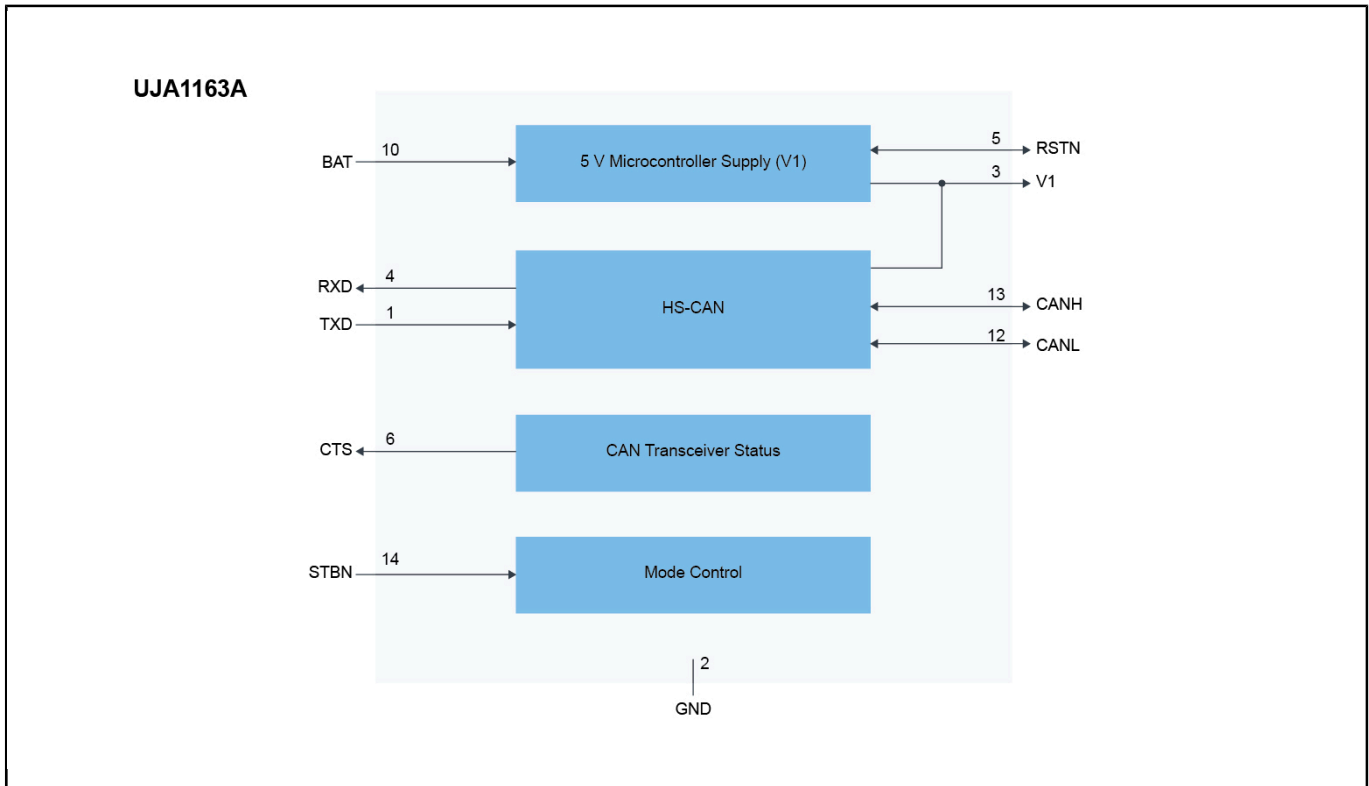 UJA1163A
BAT 10
5 V Microcontroller Supply (V1)
5 RSTN
3 V1
RXD 4
TXD 1
HS-CAN
13 CANH
12 CANL
CTS 6
CAN Transceiver Status
STBN 14
Mode Control
2
GND